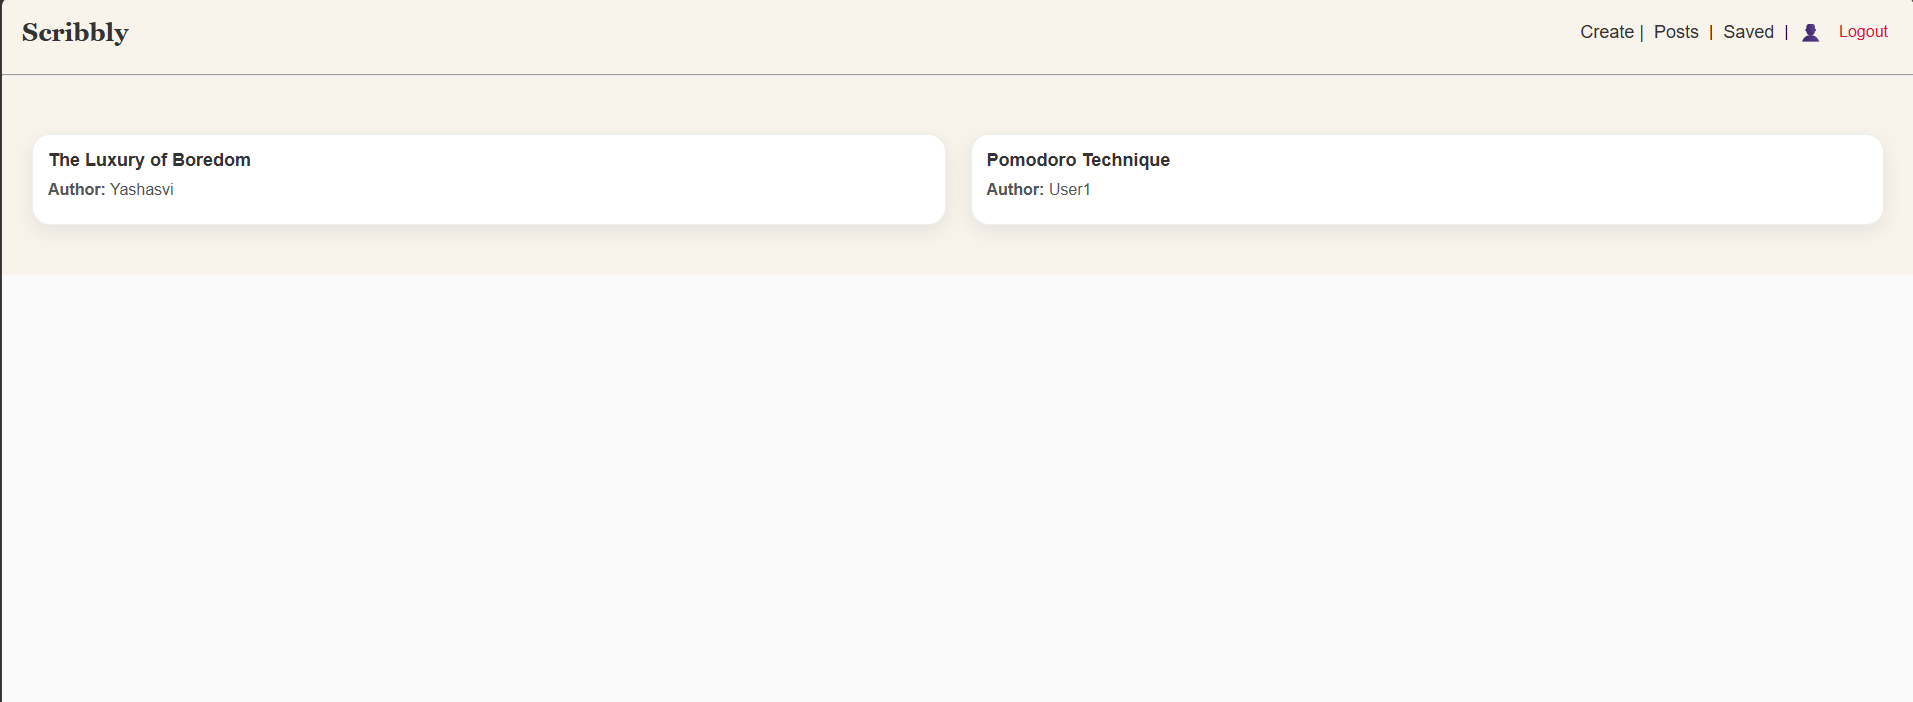 Scribbly
Create | Posts | Saved | Logout
The Luxury of Boredom
Author: Yashasvi
Pomodoro Technique
Author: User1